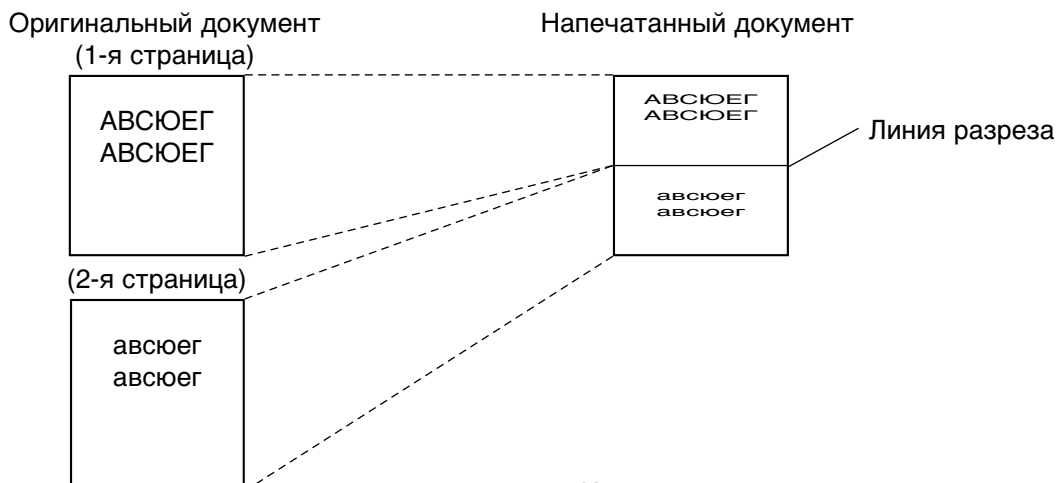 Оригинальный документ
(1-я страница)
АВСЮЕГ
АВСЮЕГ
(2-я страница)
авсюег
авсюег
Напечатанный документ
АВСЮЕГ
АВСЮЕГ
Линия разреза
авсюег
авсюег